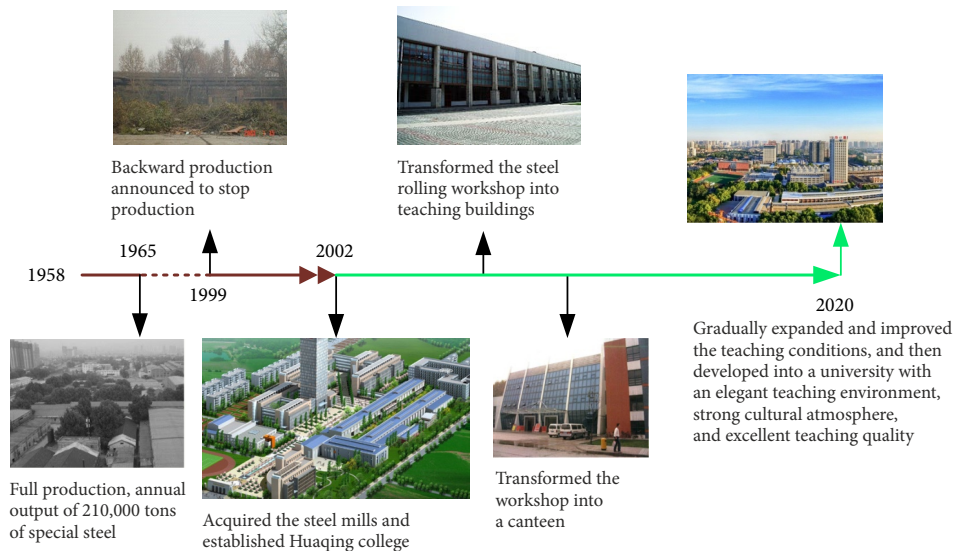 Backward production
announced to stop
production
Transformed the steel
rolling workshop into
teaching buildings
1958
1965
1999
2002
2020
Full production, annual
output of 210,000 tons
of special steel
Acquired the steel mills and
established Huaqing college
Transformed the
workshop into
a canteen
Gradually expanded and improved
the teaching conditions, and then
developed into a university with
an elegant teaching environment,
strong cultural atmosphere,
and excellent teaching quality